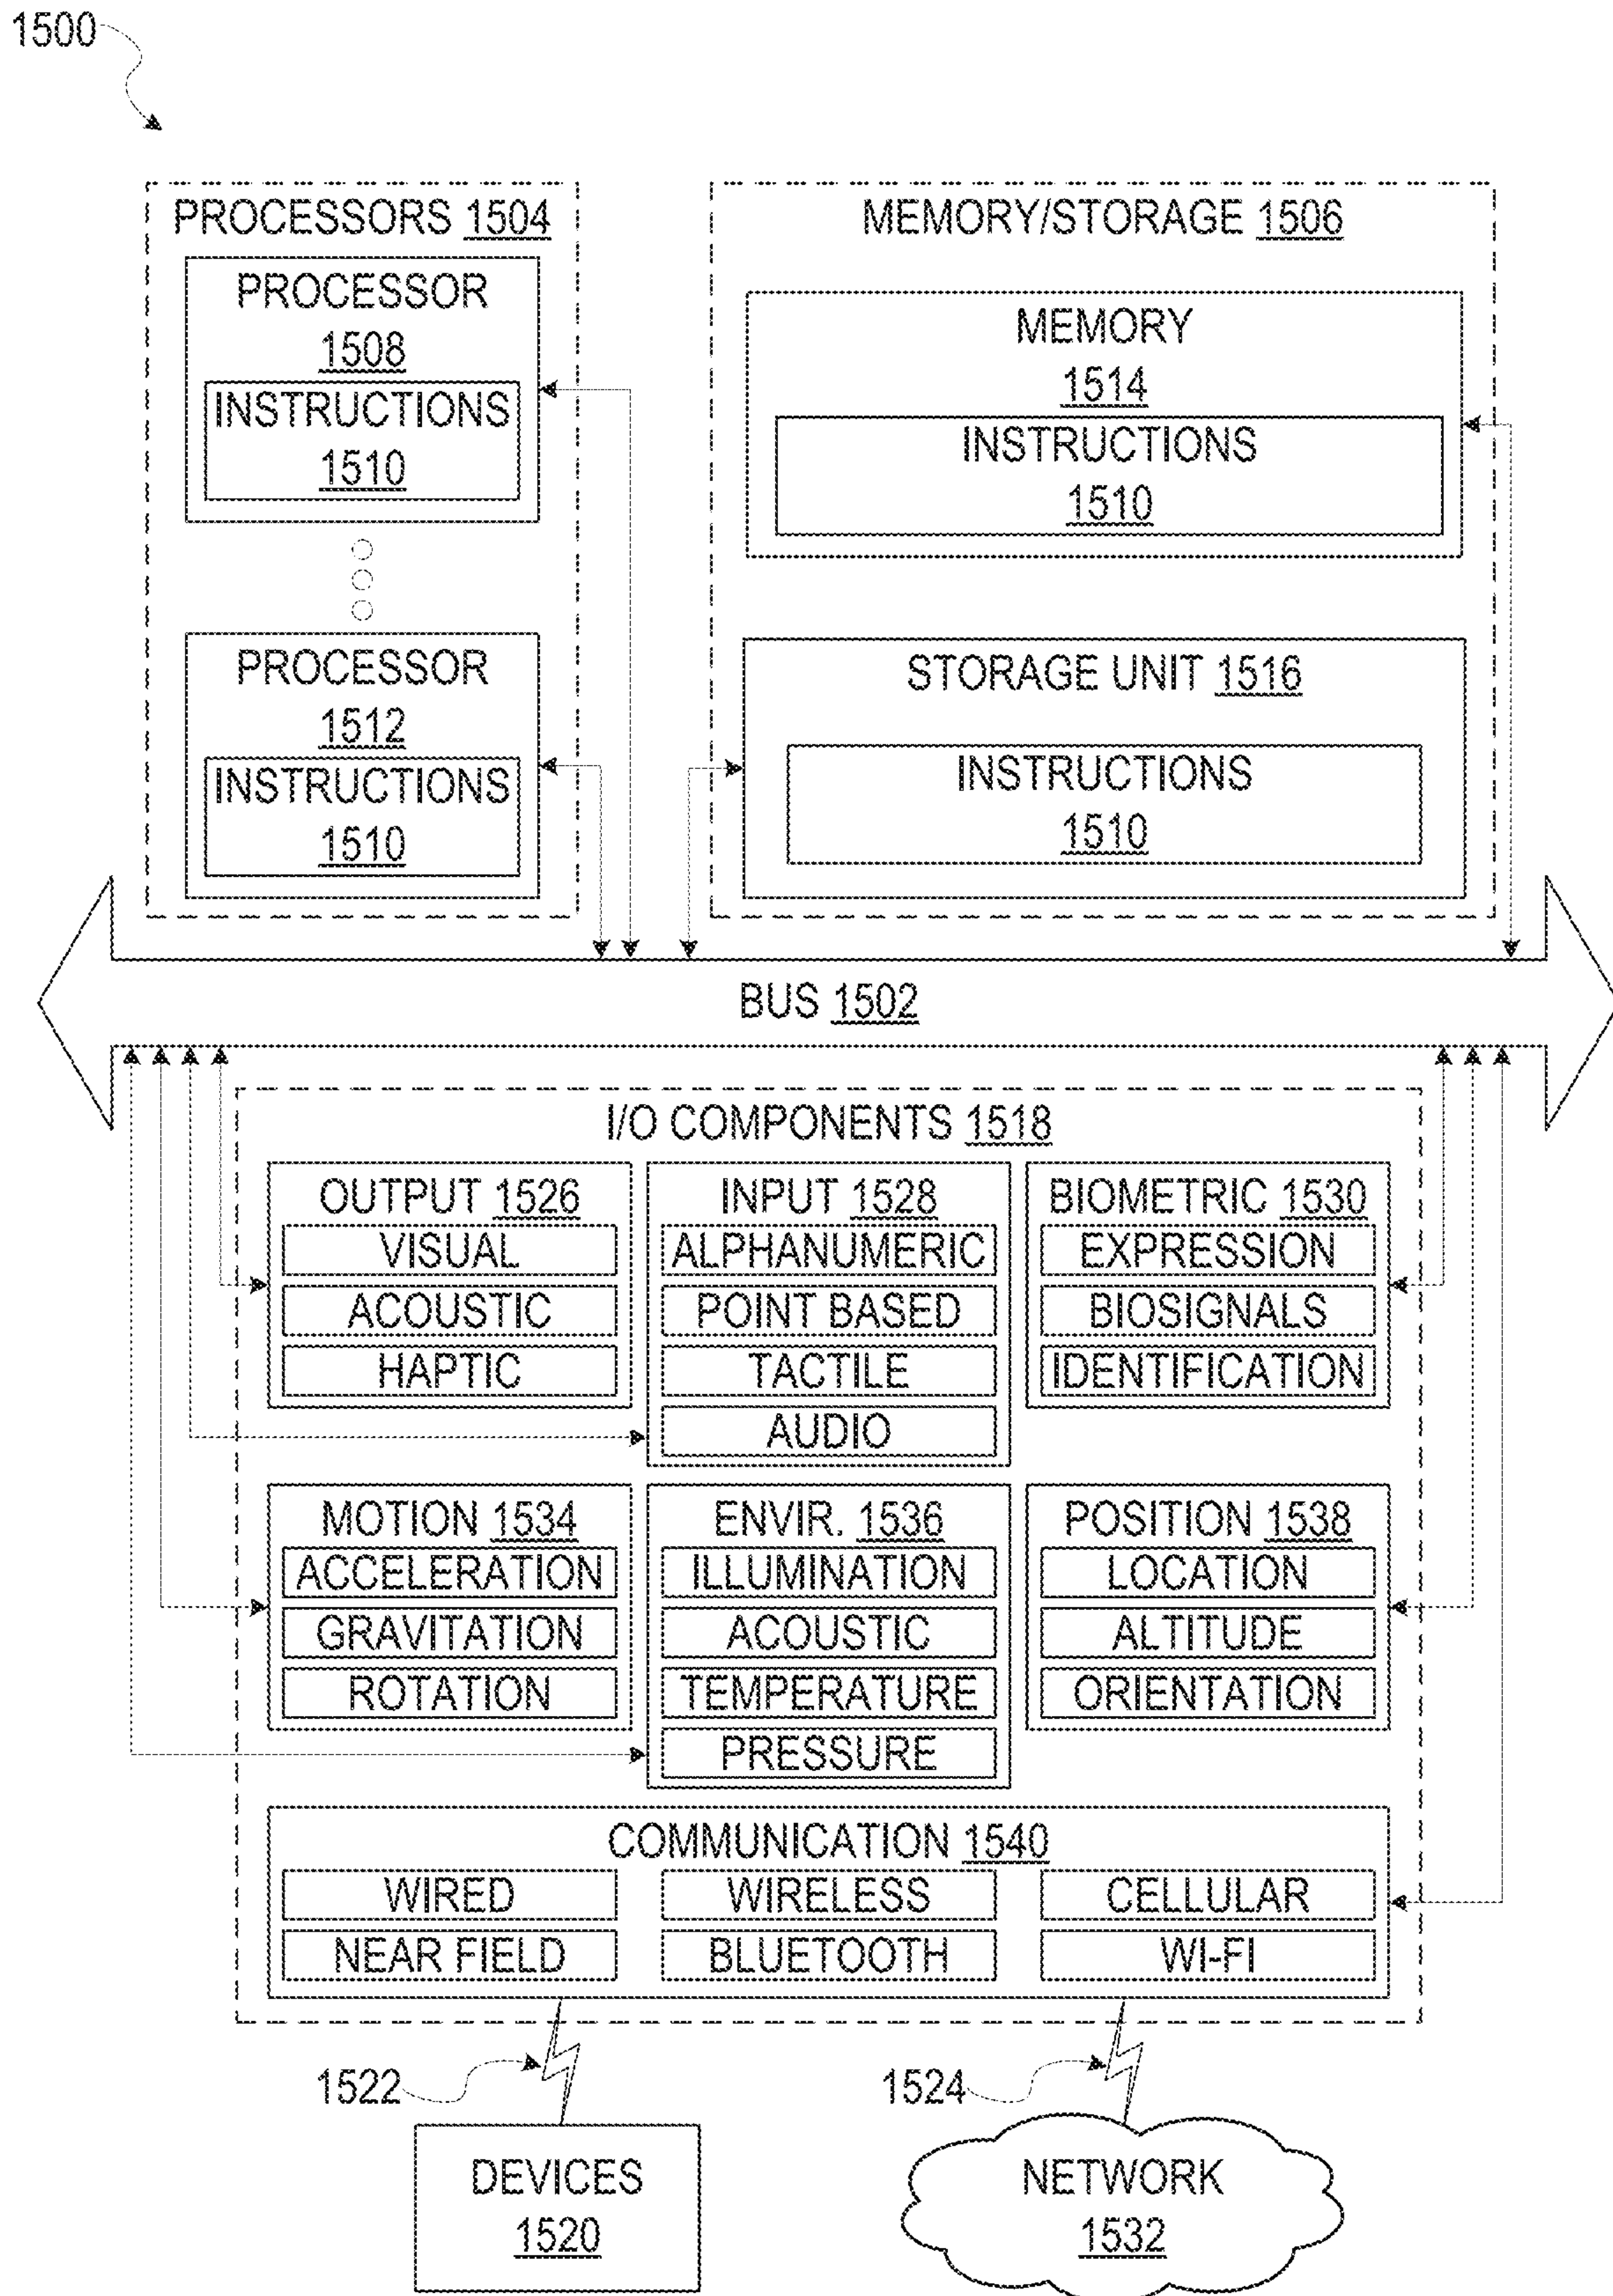 1500
PROCESSORS 1504
PROCESSOR
1508
INSTRUCTIONS
1510
PROCESSOR
1512
INSTRUCTIONS
1510
MEMORY/STORAGE 1506
MEMORY
1514
INSTRUCTIONS
1510
STORAGE UNIT 1516
INSTRUCTIONS
1510
BUS 1502
I/O COMPONENTS 1518
OUTPUT 1526
VISUAL
ACOUSTIC
HAPTIC
INPUT 1528
ALPHANUMERIC
POINT BASED
TACTILE
AUDIO
BIOMETRIC 1530
EXPRESSION
BIOSIGNALS
IDENTIFICATION
MOTION 1534
ACCELERATION
GRAVITATION
ROTATION
ENVIR. 1536
ILLUMINATION
ACOUSTIC
TEMPERATURE
PRESSURE
POSITION 1538
LOCATION
ALTITUDE
ORIENTATION
COMMUNICATION 1540
WIRED
WIRELESS
CELLULAR
NEAR FIELD
BLUETOOTH
WI-FI
1522
1524
DEVICES
1520
NETWORK
1532